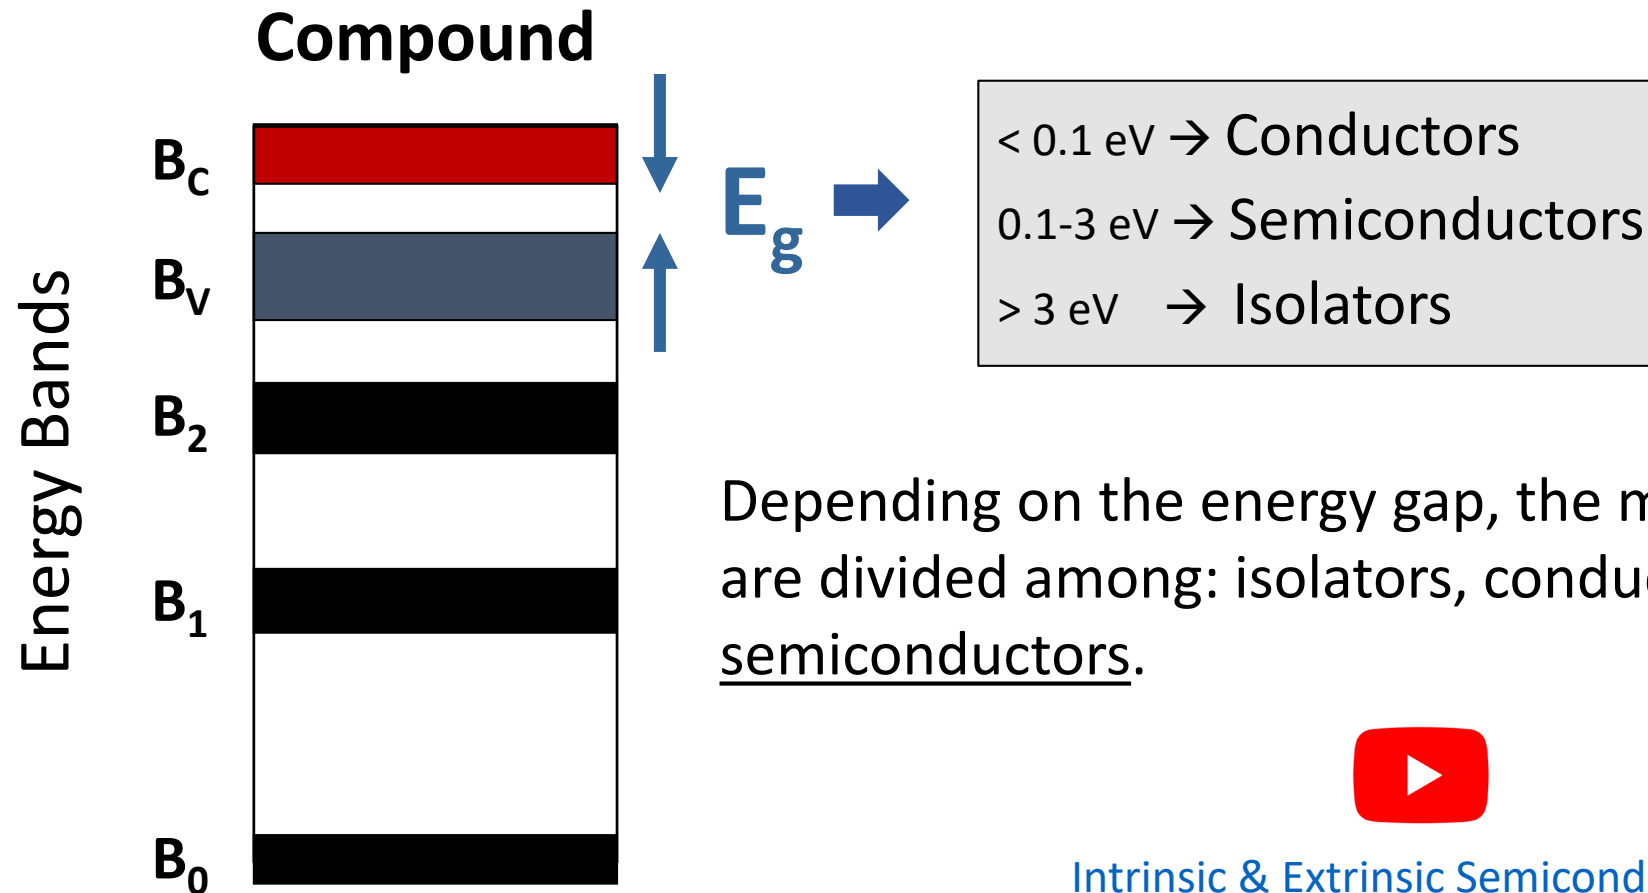 Compound
B_C
B_V
B_2
B_1
B_0
Energy Bands
E_g
< 0.1 eV → Conductors
0.1-3 eV → Semiconductors
> 3 eV → Isolators
Depending on the energy gap, the
are divided among: isolators,
semiconductors.
Intrinsic & Extrinsic